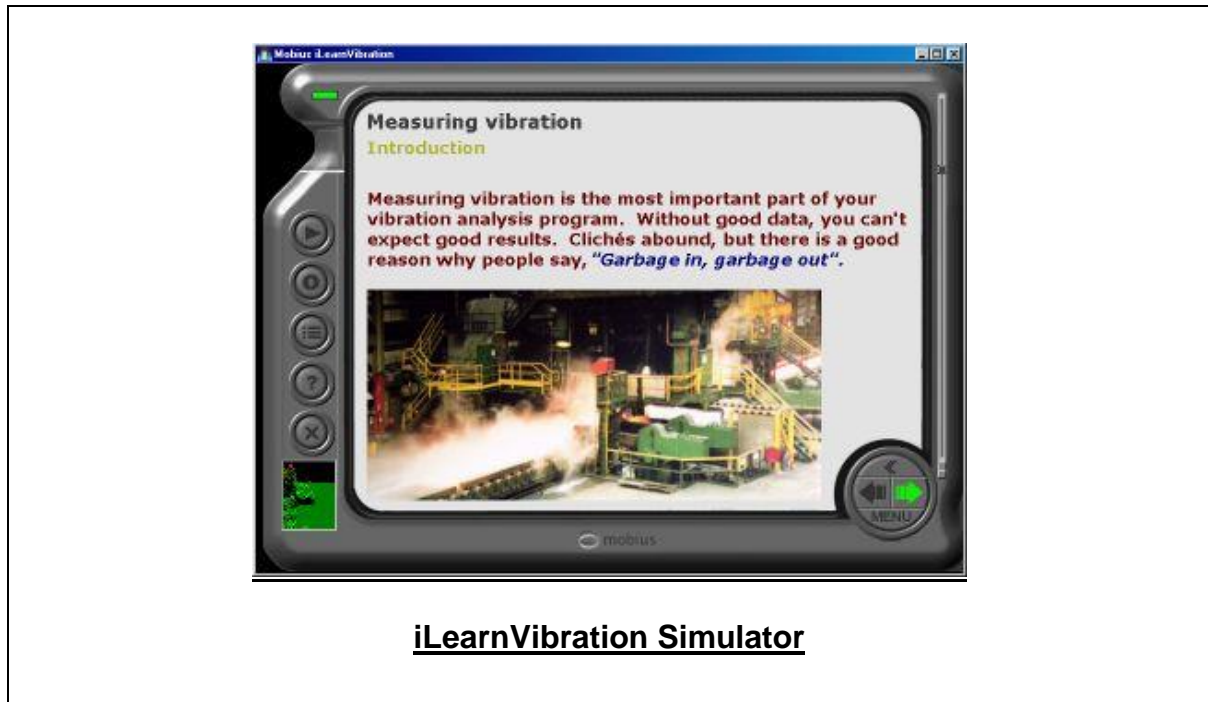 Mobius iLearnVibration
Measuring vibration
Introduction
Measuring vibration is the most important part of your
vibration analysis program.  Without good data, you can't
expect good results.  Clichés abound, but there is a good
reason why people say, "Garbage in, garbage out".
MENU
mobius
iLearnVibration Simulator